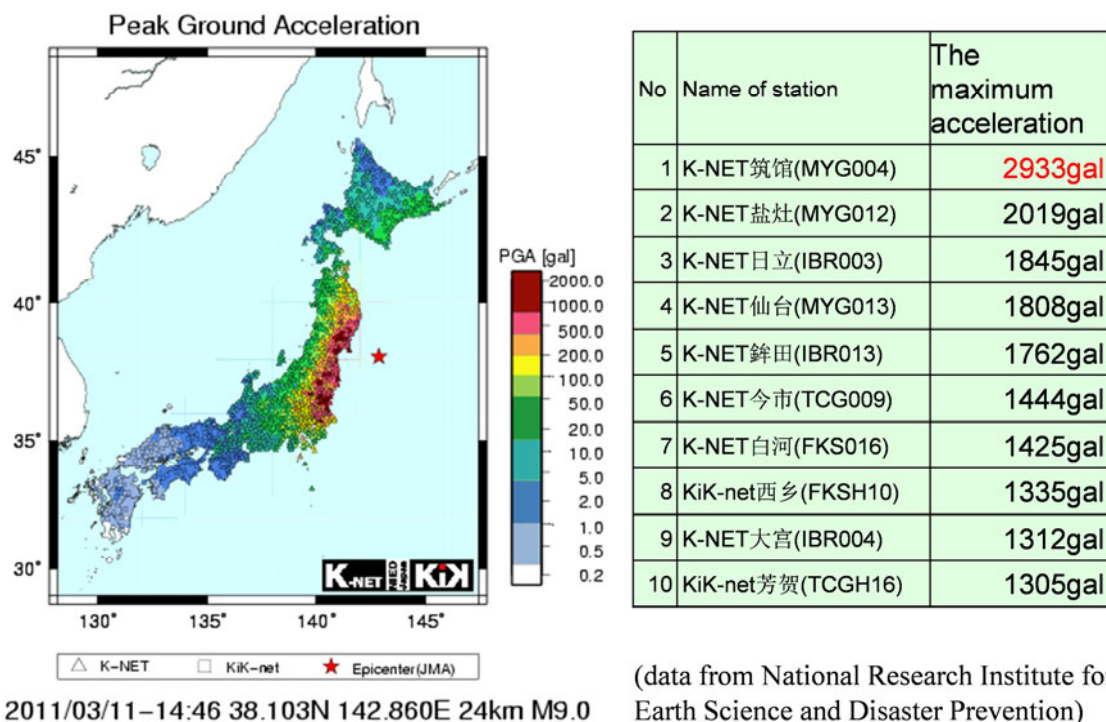 Peak Ground Acceleration
45°
40°
35°
30°
130° 135° 140° 145°
PGA [gal]
2000.0
1000.0
500.0
200.0
100.0
50.0
20.0
10.0
5.0
2.0
1.0
0.5
0.2
K-NET NIED Japan KiK
K-NET KiK-net Epicenter(JMA)
2011/03/11-14:46 38.103N 142.860E 24km M9.0
No Name of station The maximum acceleration
1 K-NET筑馆(MYG004) 2933gal
2 K-NET盐灶(MYG012) 2019gal
3 K-NET日立(IBR003) 1845gal
4 K-NET仙台(MYG013) 1808gal
5 K-NET鉾田(IBR013) 1762gal
6 K-NET今市(TCG009) 1444gal
7 K-NET白河(FKS016) 1425gal
8 KiK-net西乡(FKSH10) 1335gal
9 K-NET大宫(IBR004) 1312gal
10 KiK-net芳贺(TCGH16) 1305gal
(data from National Research Institute fo
Earth Science and Disaster Prevention)